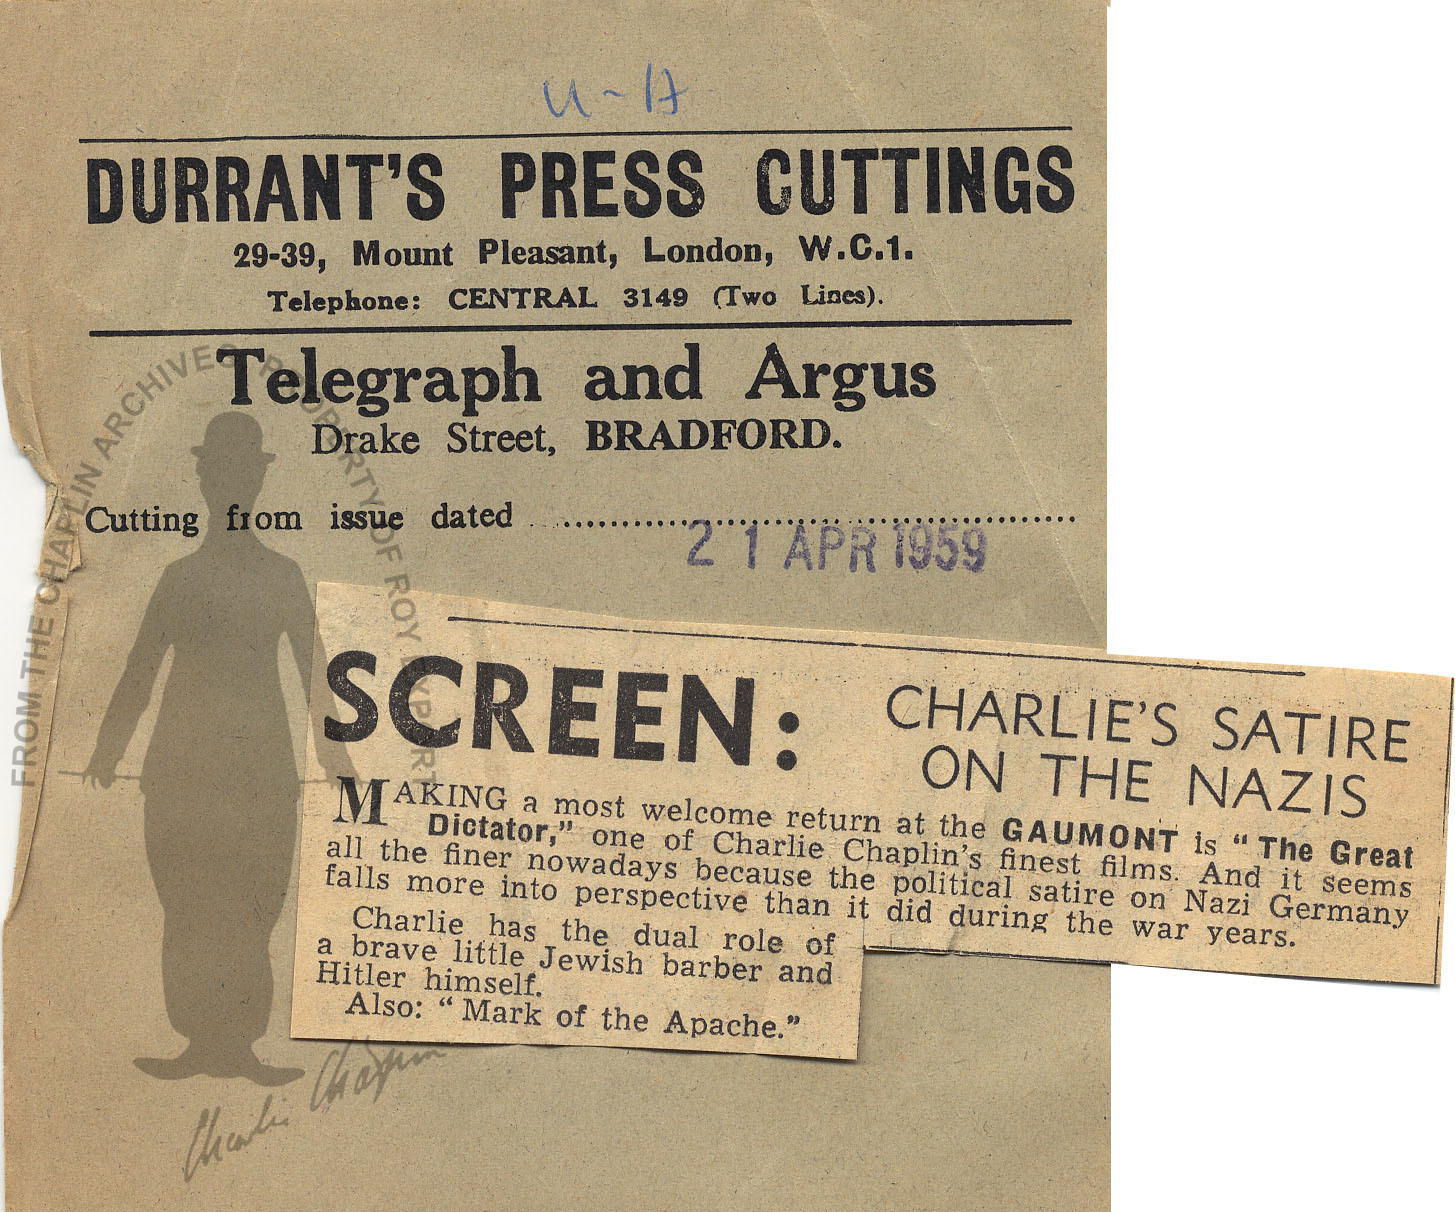 U-A
DURRANT'S PRESS CUTTINGS
29-39, Mount Pleasant, London, W.C.1.
Telephone: CENTRAL 3149 (Two Lines).
Telegraph and Argus
Drake Street, BRADFORD.
Cutting from issue dated
21 APR 1959
SCREEN:
CHARLIE'S SATIRE
ON THE NAZIS
MAKING a most welcome return at the GAUMONT is "The Great
Dictator," one of Charlie Chaplin's finest films. And it seems
all the finer nowadays because the political satire on Nazi Germany
falls more into perspective than it did during the war years.
Charlie has the dual role of
a brave little Jewish barber and
Hitler himself.
Also: "Mark of the Apache."
FROM THE CHAPLIN ARCHIVES PROPERTY OF ROY EXPORT
Charlie Chaplin